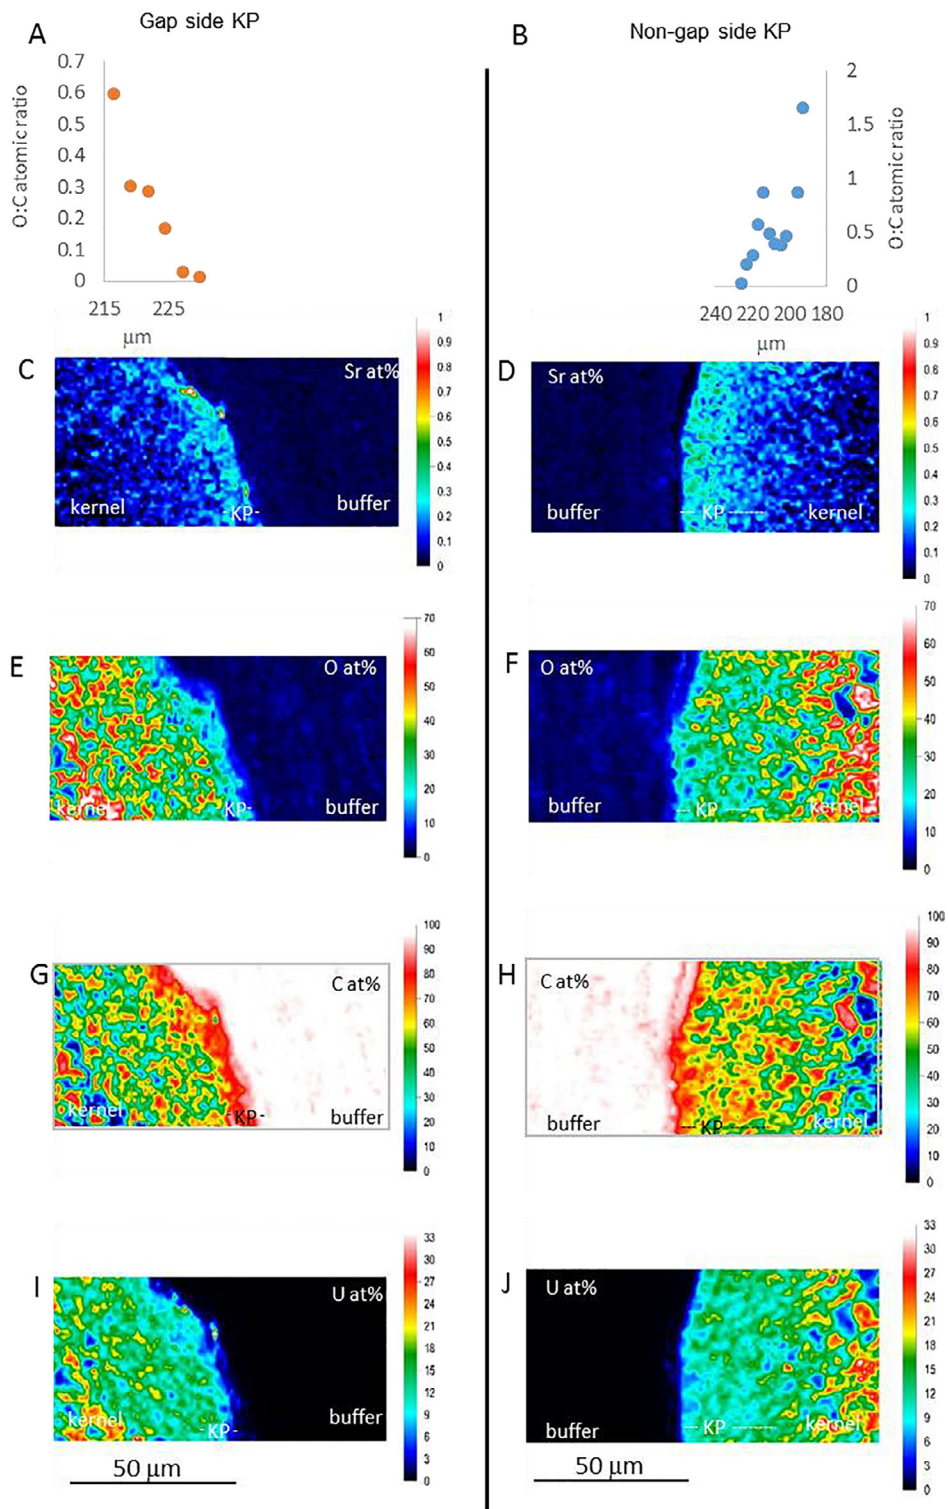 A
Gap side KP
0.7
0.6
0.5
0.4
0.3
0.2
0.1
0
O:Catomic ratio
215 225
µm
B
Non-gap side KP
2
1.5
1
0.5
0
O:Catomic ratio
240 220 200 180
µm
C
Sr at%
kernel
-KP-
buffer
1
0.9
0.8
0.7
0.6
0.5
0.4
0.3
0.2
0.1
0
D
Sr at%
buffer
KP
kernel
1
0.9
0.8
0.7
0.6
0.5
0.4
0.3
0.2
0.1
0
E
O at%
kernel
KP-
buffer
70
60
50
40
30
20
10
0
F
O at%
buffer
KP
kernel
70
60
50
40
30
20
10
0
G
C at%
kernel
-KP-
buffer
100
90
80
70
60
50
40
30
20
10
0
H
C at%
buffer
KP
kernel
100
90
80
70
60
50
40
30
20
10
0
I
U at%
kernel
-KP-
buffer
33
30
27
24
21
18
15
12
9
6
3
0
50 µm
J
U at%
buffer
KP
kernel
33
30
27
24
21
18
15
12
9
6
3
0
50 µm